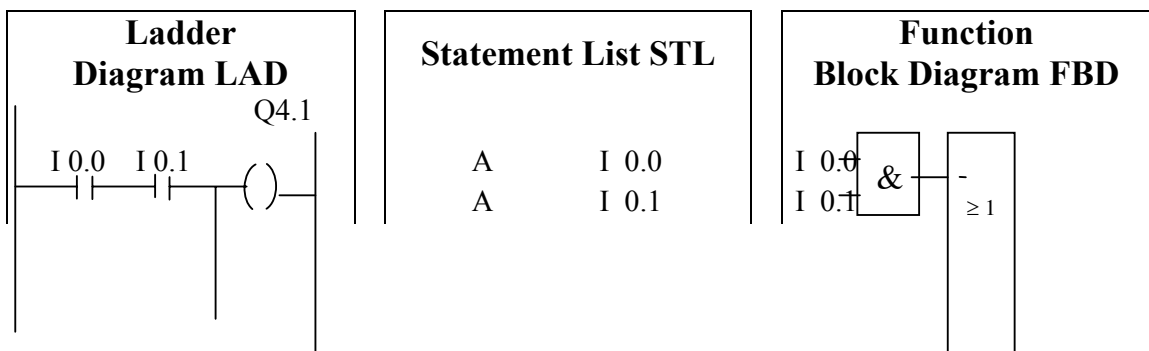 Ladder
Diagram LAD
Q4.1
I 0.0 I 0.1
( )
Statement List STL
A I 0.0
A I 0.1
Function
Block Diagram FBD
I 0.0
I 0.1
&
-
≥ 1